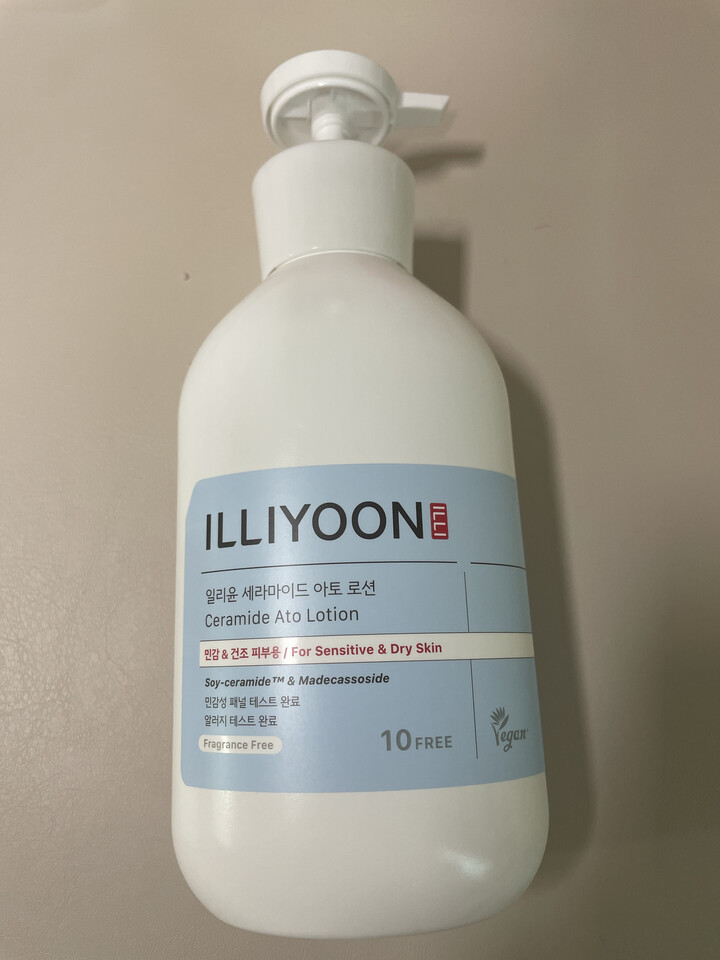 ILLIYOON ILLI
일리윤 세라마이드 아토 로션
Ceramide Ato Lotion
민감 & 건조 피부용 / For Sensitive & Dry Skin
Soy-ceramide™ & Madecassoside
민감성 패널 테스트 완료
알러지 테스트 완료
Fragrance Free
10 FREE
Vegan